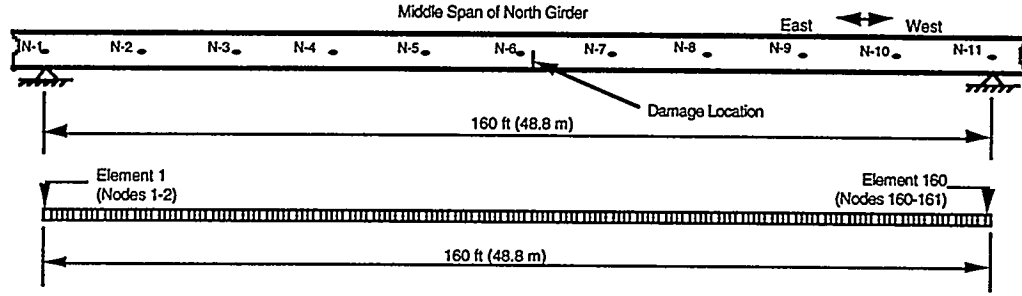 Middle Span of North Girder
East West
N-1 N-2 N-3 N-4 N-5 N-6 N-7 N-8 N-9 N-10 N-11
Damage Location
160 ft (48.8 m)
Element 1
(Nodes 1-2)
Element 160
(Nodes 160-161)
160 ft (48.8 m)